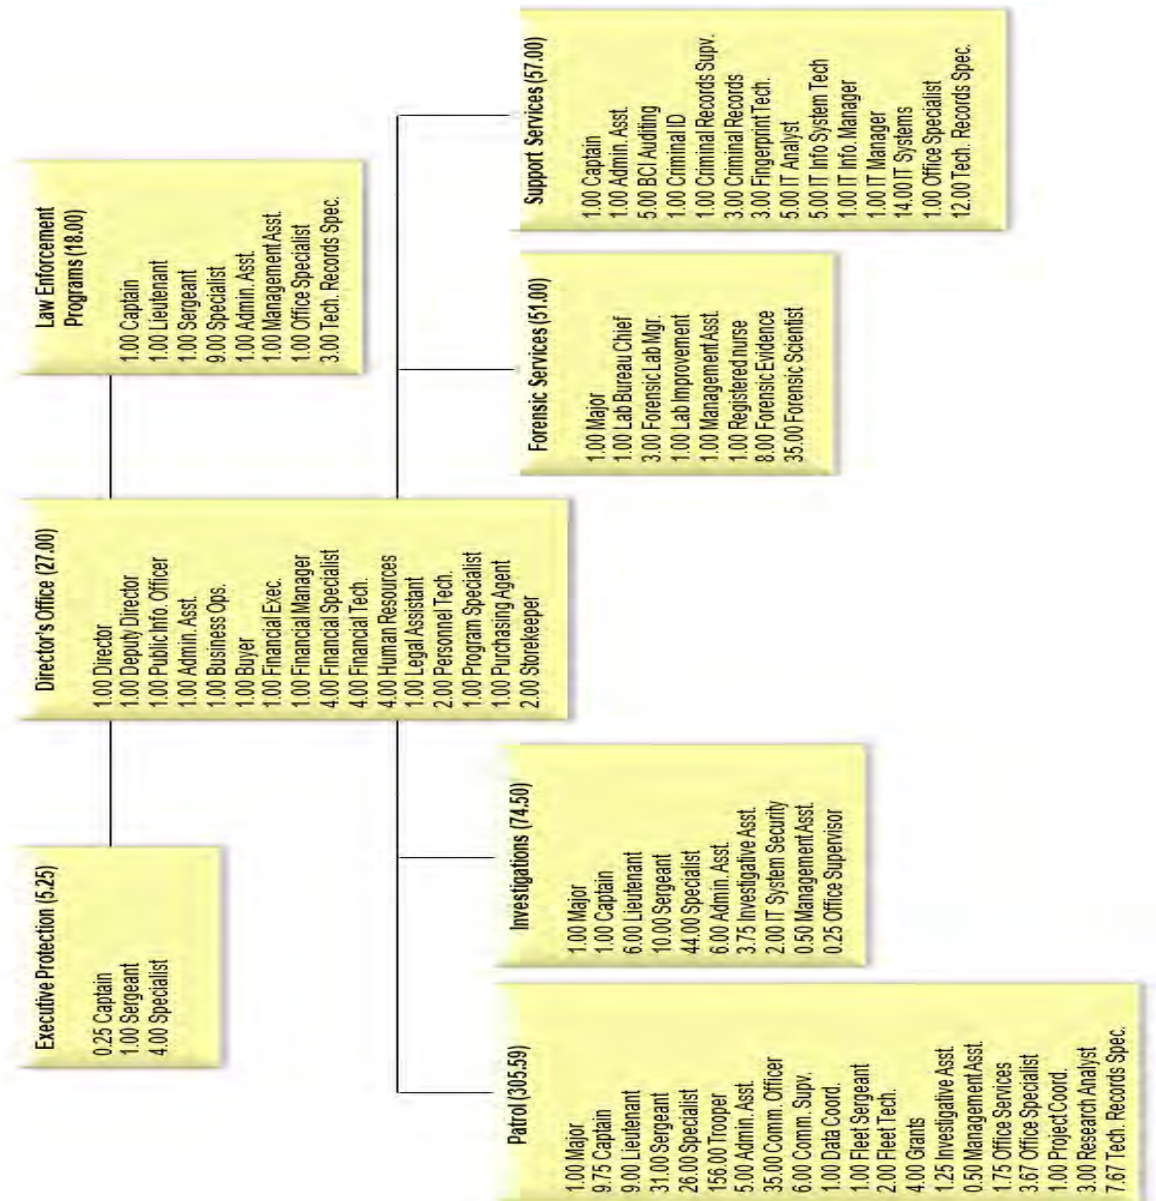 Executive Protection (5.25)
0.25 Captain
1.00 Sergeant
4.00 Specialist
Director's Office (27.00)
1.00 Director
1.00 Deputy Director
1.00 Public Info. Officer
1.00 Admin. Asst.
1.00 Business Ops.
1.00 Buyer
1.00 Financial Exec.
1.00 Financial Manager
4.00 Financial Specialist
4.00 Financial Tech.
4.00 Human Resources
1.00 Legal Assistant
2.00 Personnel Tech.
1.00 Program Specialist
1.00 Purchasing Agent
2.00 Storekeeper
Law Enforcement
Programs (18.00)
1.00 Captain
1.00 Lieutenant
1.00 Sergeant
9.00 Specialist
1.00 Admin. Asst.
1.00 Management Asst.
1.00 Office Specialist
3.00 Tech. Records Spec.
Patrol (305.59)
1.00 Major
9.75 Captain
9.00 Lieutenant
31.00 Sergeant
26.00 Specialist
156.00 Trooper
5.00 Admin. Asst.
35.00 Comm. Officer
6.00 Comm. Supv.
1.00 Data Coord.
1.00 Fleet Sergeant
2.00 Fleet Tech.
4.00 Grants
1.25 Investigative Asst.
0.50 Management Asst.
1.75 Office Services
3.67 Office Specialist
1.00 Project Coord.
3.00 Research Analyst
7.67 Tech. Records Spec.
Investigations (74.50)
1.00 Major
1.00 Captain
6.00 Lieutenant
10.00 Sergeant
44.00 Specialist
6.00 Admin. Asst.
3.75 Investigative Asst.
2.00 IT System Security
0.50 Management Asst.
0.25 Office Supervisor
Forensic Services (51.00)
1.00 Major
1.00 Lab Bureau Chief
3.00 Forensic Lab Mgr.
1.00 Lab Improvement
1.00 Management Asst.
1.00 Registered nurse
8.00 Forensic Evidence
35.00 Forensic Scientist
Support Services (57.00)
1.00 Captain
1.00 Admin. Asst.
5.00 BCI Auditing
1.00 Criminal ID
1.00 Criminal Records Supv.
3.00 Criminal Records
3.00 Fingerprint Tech.
5.00 IT Analyst
5.00 IT Info System Tech
1.00 IT Info. Manager
1.00 IT Manager
14.00 IT Systems
1.00 Office Specialist
12.00 Tech. Records Spec.